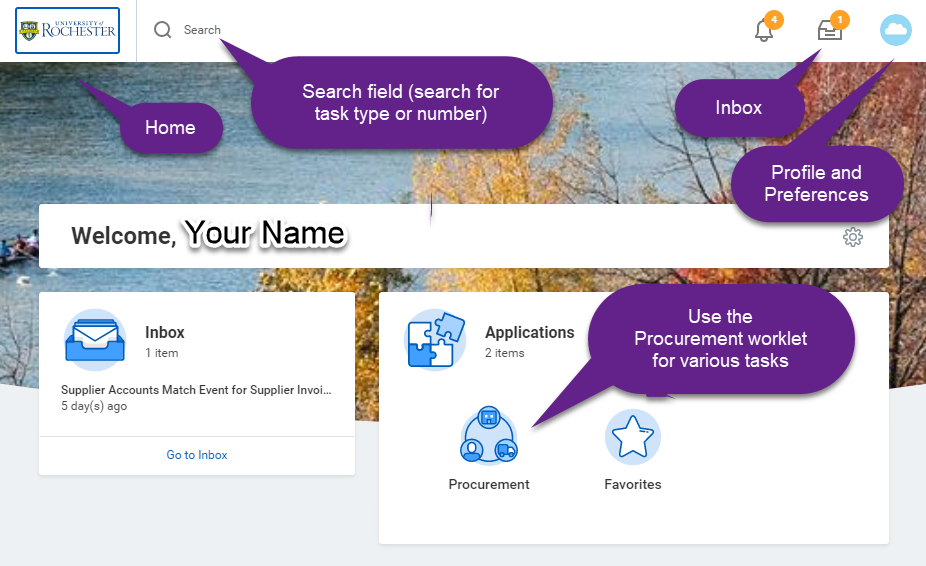 UNIVERSITY of
ROCHESTER
Search
4
1
Search field (search for
task type or number)
Home
Inbox
Profile and
Preferences
Welcome, Your Name
Inbox
1 item
Supplier Accounts Match Event for Supplier Invoi...
5 day(s) ago
Go to Inbox
Applications
2 items
Use the
Procurement worklet
for various tasks
Procurement
Favorites